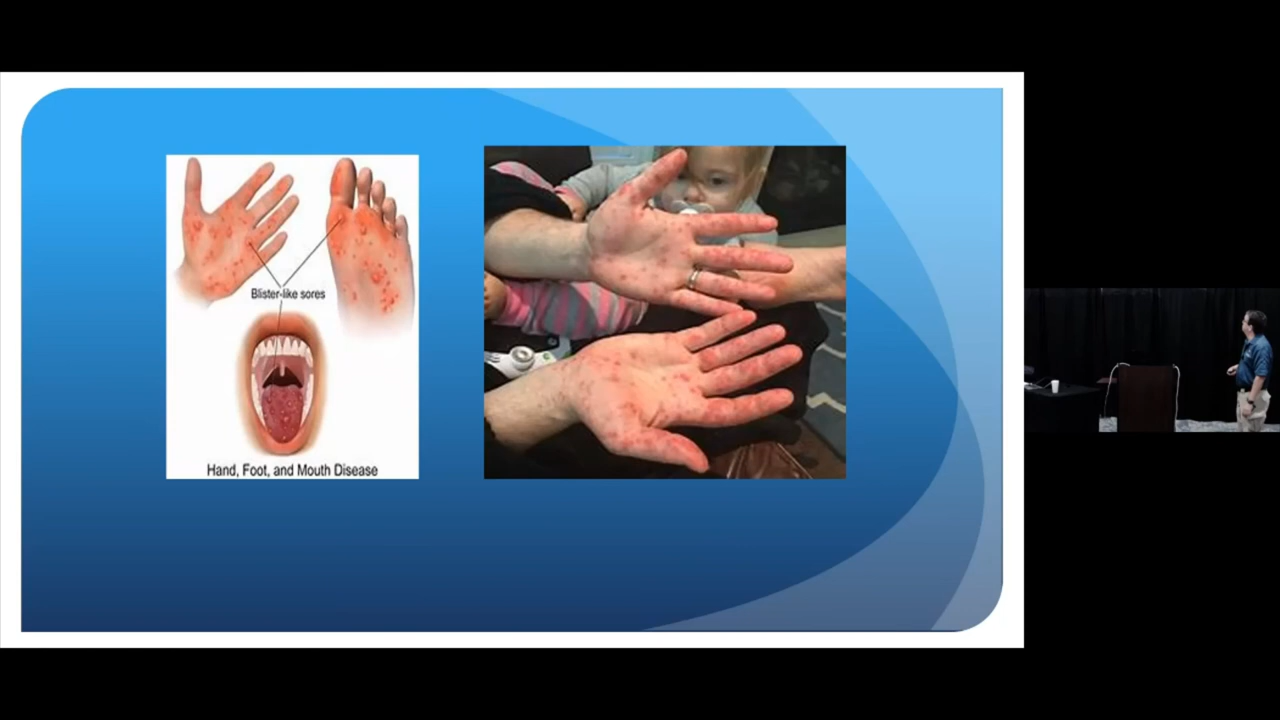 Blister-like sores
Hand, Foot, and Mouth Disease